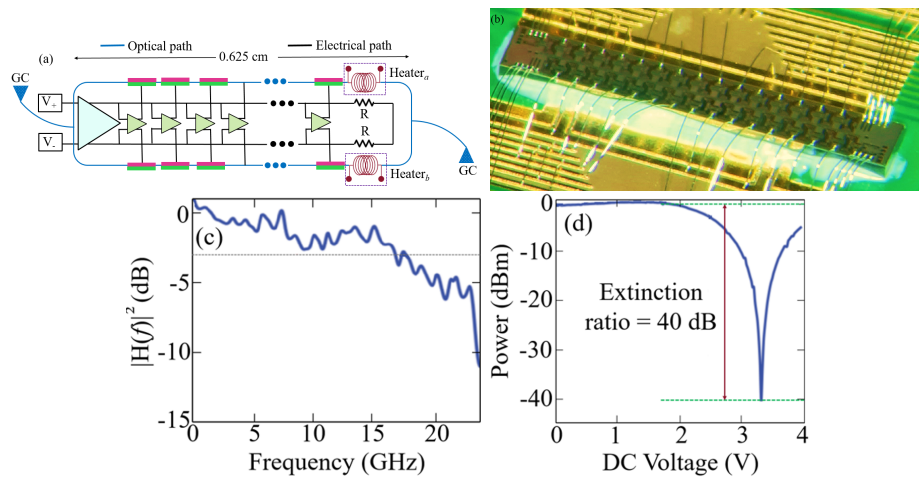 (a)
Optical path
Electrical path
0.625 cm
GC
V+
V-
Heater_a
R
R
Heater_b
GC
(b)
(c)
|H(f)|² (dB)
0
-5
-10
-15
0
5
10
15
20
Frequency (GHz)
(d)
Power (dBm)
0
-10
-20
-30
-40
Extinction
ratio = 40 dB
0
1
2
3
4
DC Voltage (V)